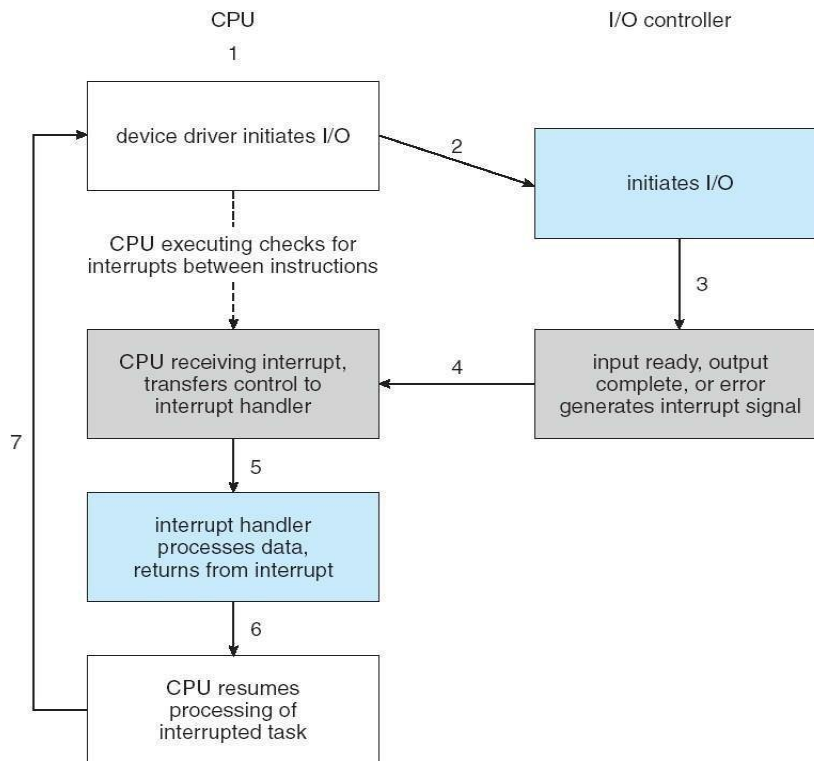 CPU
I/O controller
1
device driver initiates I/O
2
initiates I/O
CPU executing checks for
interrupts between instructions
3
CPU receiving interrupt,
transfers control to
interrupt handler
4
input ready, output
complete, or error
generates interrupt signal
7
5
interrupt handler
processes data,
returns from interrupt
6
CPU resumes
processing of
interrupted task